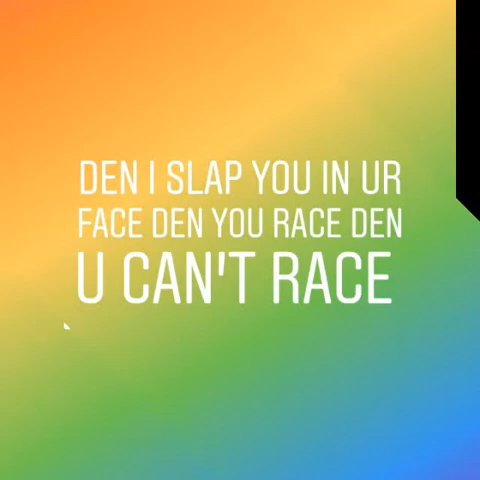 DEN I SLAP YOU IN UR
FACE DEN YOU RACE DEN
U CAN'T RACE